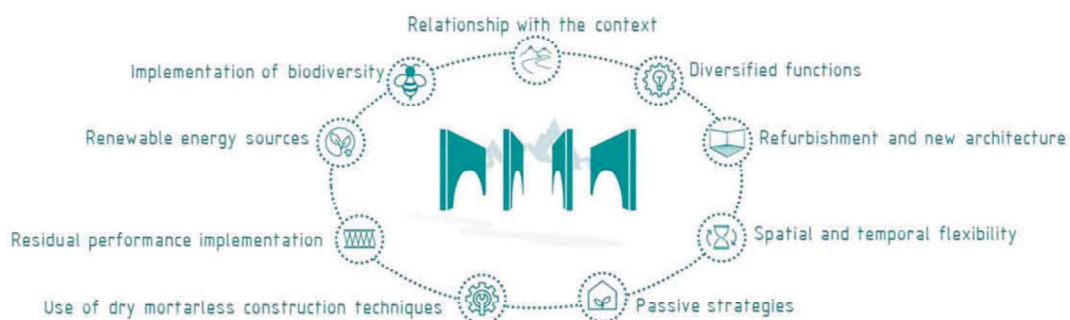 Relationship with the context
Implementation of biodiversity
Diversified functions
Renewable energy sources
Refurbishment and new architecture
Residual performance implementation
Spatial and temporal flexibility
Use of dry mortarless construction techniques
Passive strategies